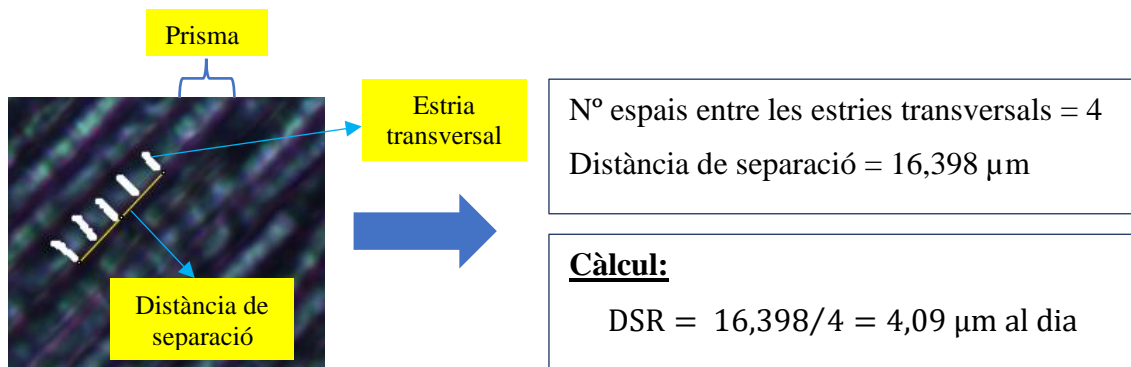 Prisma
Estria
transversal
Distància de
separació
Nº espais entre les estries transversals = 4
Distància de separació = 16,398 µm
Càlcul:
DSR = 16,398/4 = 4,09 μm al dia